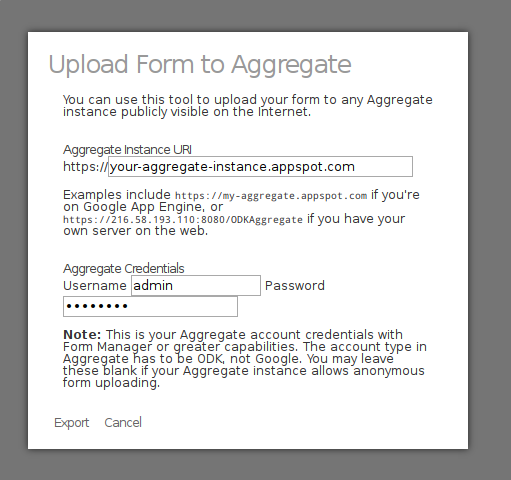 Upload Form to Aggregate
You can use this tool to upload your form to any Aggregate
instance publicly visible on the Internet.
Aggregate Instance URI
https://your-aggregate-instance.appspot.com
Examples include https://my-aggregate.appspot.com if you're
on Google App Engine, or
https://216.58.193.110:8080/ODKAggregate if you have your
own server on the web.
Aggregate Credentials
Username admin Password
••••••••
Note: This is your Aggregate account credentials with
Form Manager or greater capabilities. The account type in
Aggregate has to be ODK, not Google. You may leave
these blank if your Aggregate instance allows anonymous
form uploading.
Export Cancel